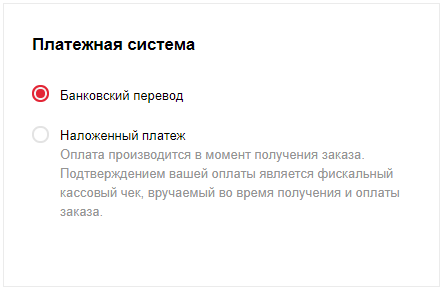 Платежная система
Банковский перевод
Наложенный платеж
Оплата производится в момент получения заказа.
Подтверждением вашей оплаты является фискальный
кассовый чек, вручаемый во время получения и оплаты
заказа.